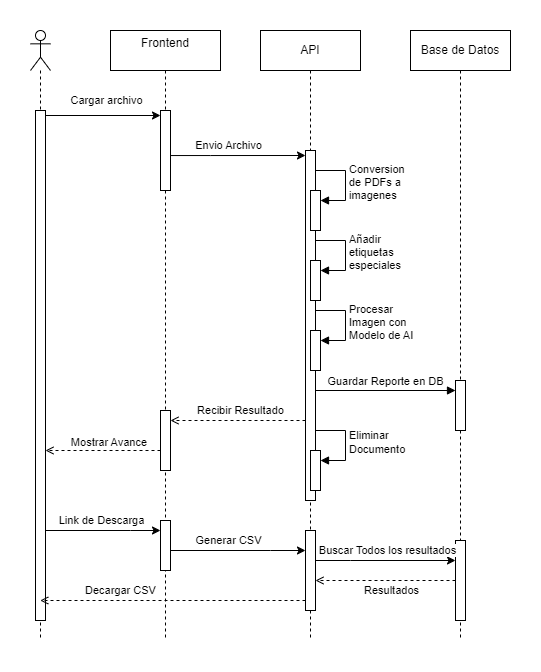 Frontend
API
Base de Datos
Cargar archivo
Envio Archivo
Conversion
de PDFs a
imagenes
Añadir
etiquetas
especiales
Procesar
Imagen con
Modelo de AI
Guardar Reporte en DB
Recibir Resultado
Mostrar Avance
Eliminar
Documento
Link de Descarga
Generar CSV
Buscar Todos los resultados
Resultados
Decargar CSV